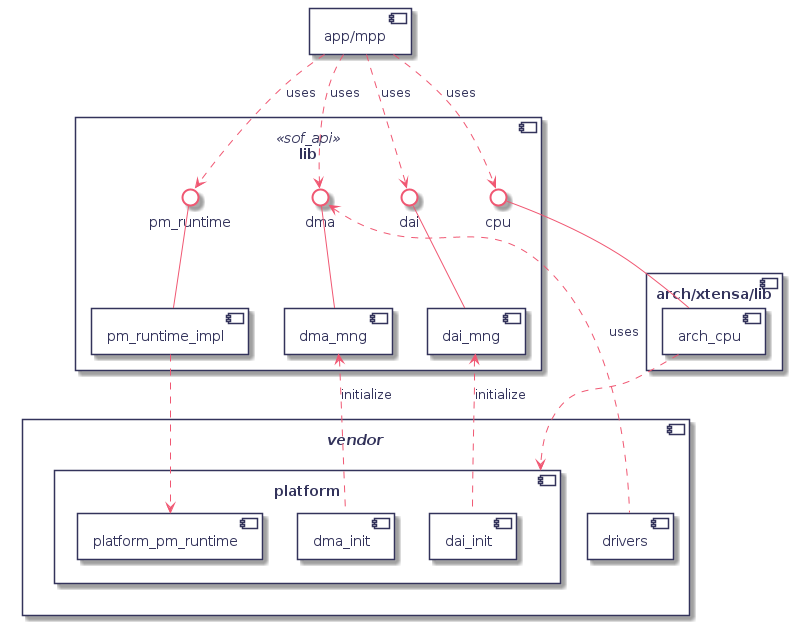 app/mpp
uses
uses
uses
uses
«sof_api»
lib
pm_runtime
dma
dai
cpu
arch/xtensa/lib
pm_runtime_impl
dma_mng
dai_mng
arch_cpu
uses
initialize
initialize
vendor
platform
platform_pm_runtime
dma_init
dai_init
drivers